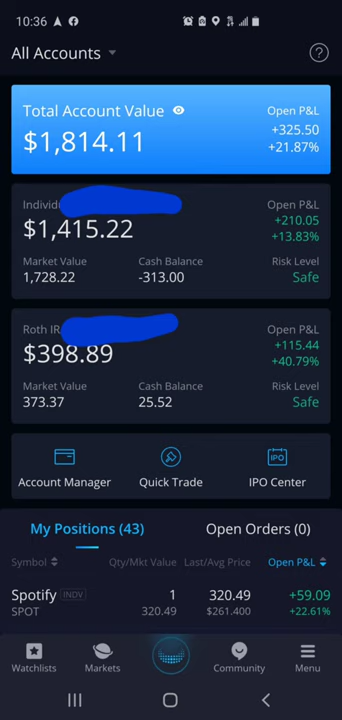 10:36
All Accounts
Total Account Value Open P&L
$1,814.11 +325.50
+21.87%
Individ Open P&L
$1,415.22 +210.05
+13.83%
Market Value Cash Balance Risk Level
1,728.22 -313.00 Safe
Roth IR Open P&L
$398.89 +115.44
+40.79%
Market Value Cash Balance Risk Level
373.37 25.52 Safe
IPO
Account Manager Quick Trade IPO Center
My Positions (43) Open Orders (0)
Symbol Qty/Mkt Value Last/Avg Price Open P&L
Spotify INDV 1 320.49 +59.09
SPOT 320.49 $261.400 +22.61%
Watchlists Markets Community Menu